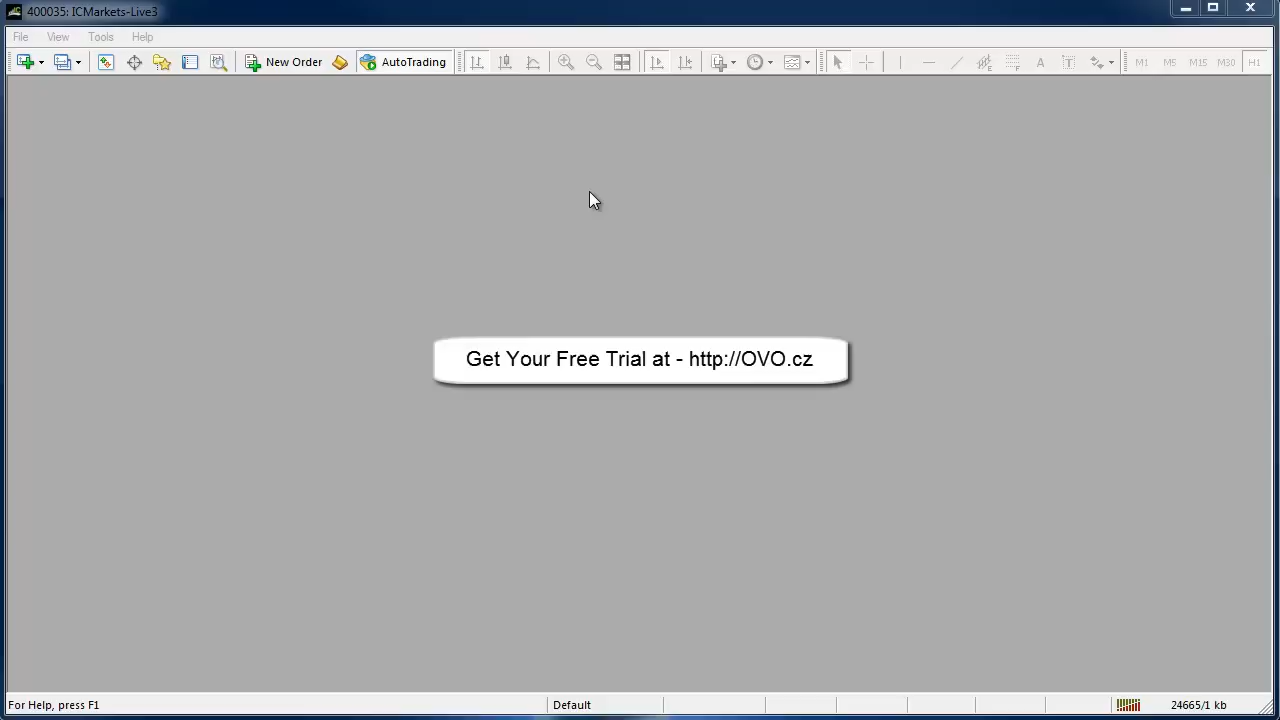 400035: ICMarkets-Live3
File View Tools Help
New Order AutoTrading A T M1 M5 M15 M30 H1
Get Your Free Trial at - http://OVO.cz
For Help, press F1 Default 24665/1 kb